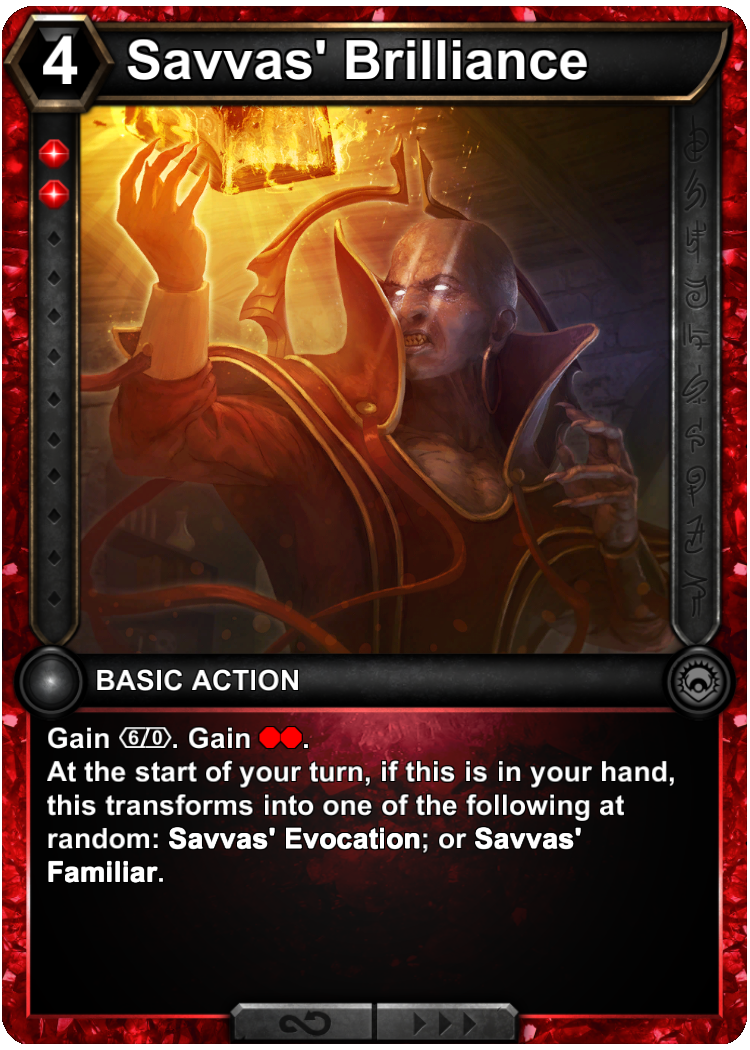 4
Savvas' Brilliance
BASIC ACTION
Gain 6/0. Gain .
At the start of your turn, if this is in your hand,
this transforms into one of the following at
random: Savvas' Evocation; or Savvas'
Familiar.